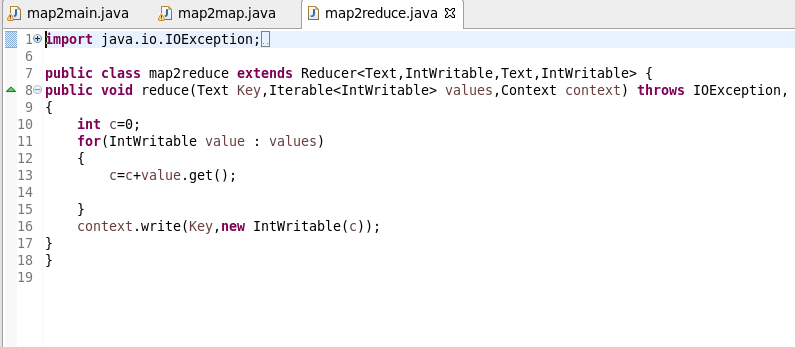 map2main.java map2map.java map2reduce.java
1 import java.io.IOException;
6
7 public class map2reduce extends Reducer<Text,IntWritable,Text,IntWritable> {
8 public void reduce(Text Key,Iterable<IntWritable> values,Context context) throws IOException,
9 {
10     int c=0;
11     for(IntWritable value : values)
12     {
13         c=c+value.get();
14
15     }
16     context.write(Key,new IntWritable(c));
17 }
18 }
19